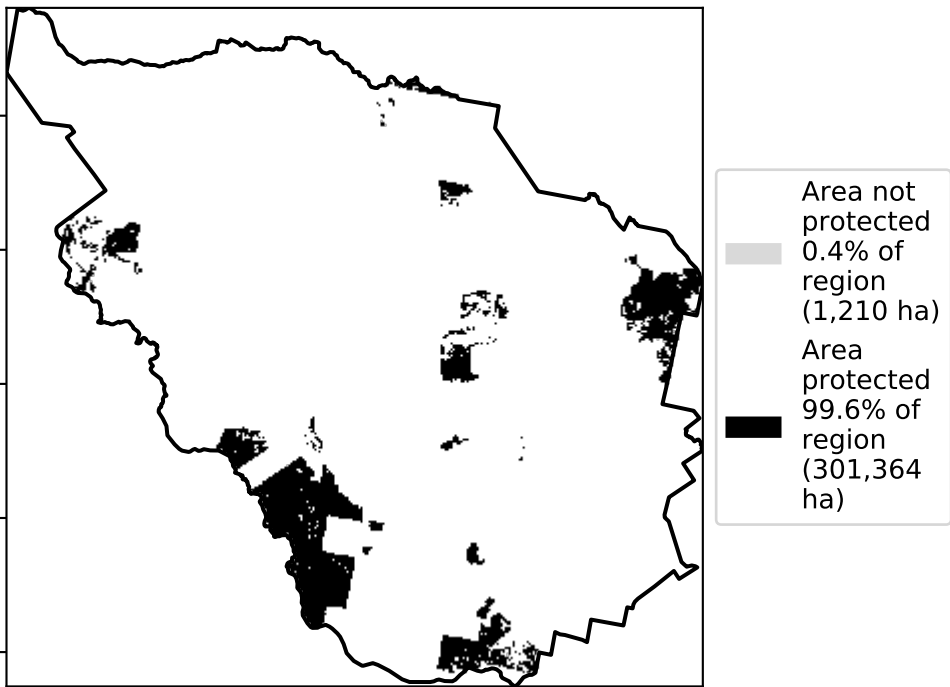 Area not
protected
0.4% of
region
(1,210 ha)
Area
protected
99.6% of
region
(301,364
ha)